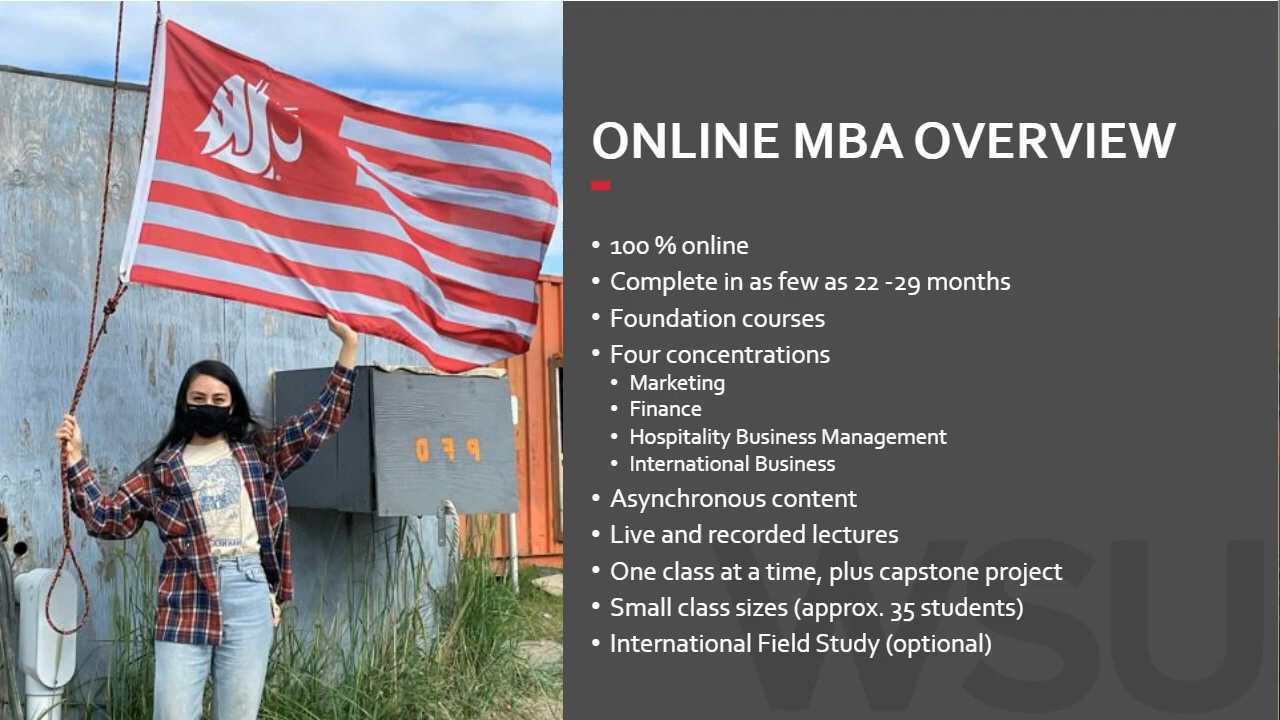 ONLINE MBA OVERVIEW
• 100 % online
• Complete in as few as 22 -29 months
• Foundation courses
• Four concentrations
• Marketing
• Finance
• Hospitality Business Management
• International Business
• Asynchronous content
• Live and recorded lectures
• One class at a time, plus capstone project
• Small class sizes (approx. 35 students)
• International Field Study (optional)
WSU